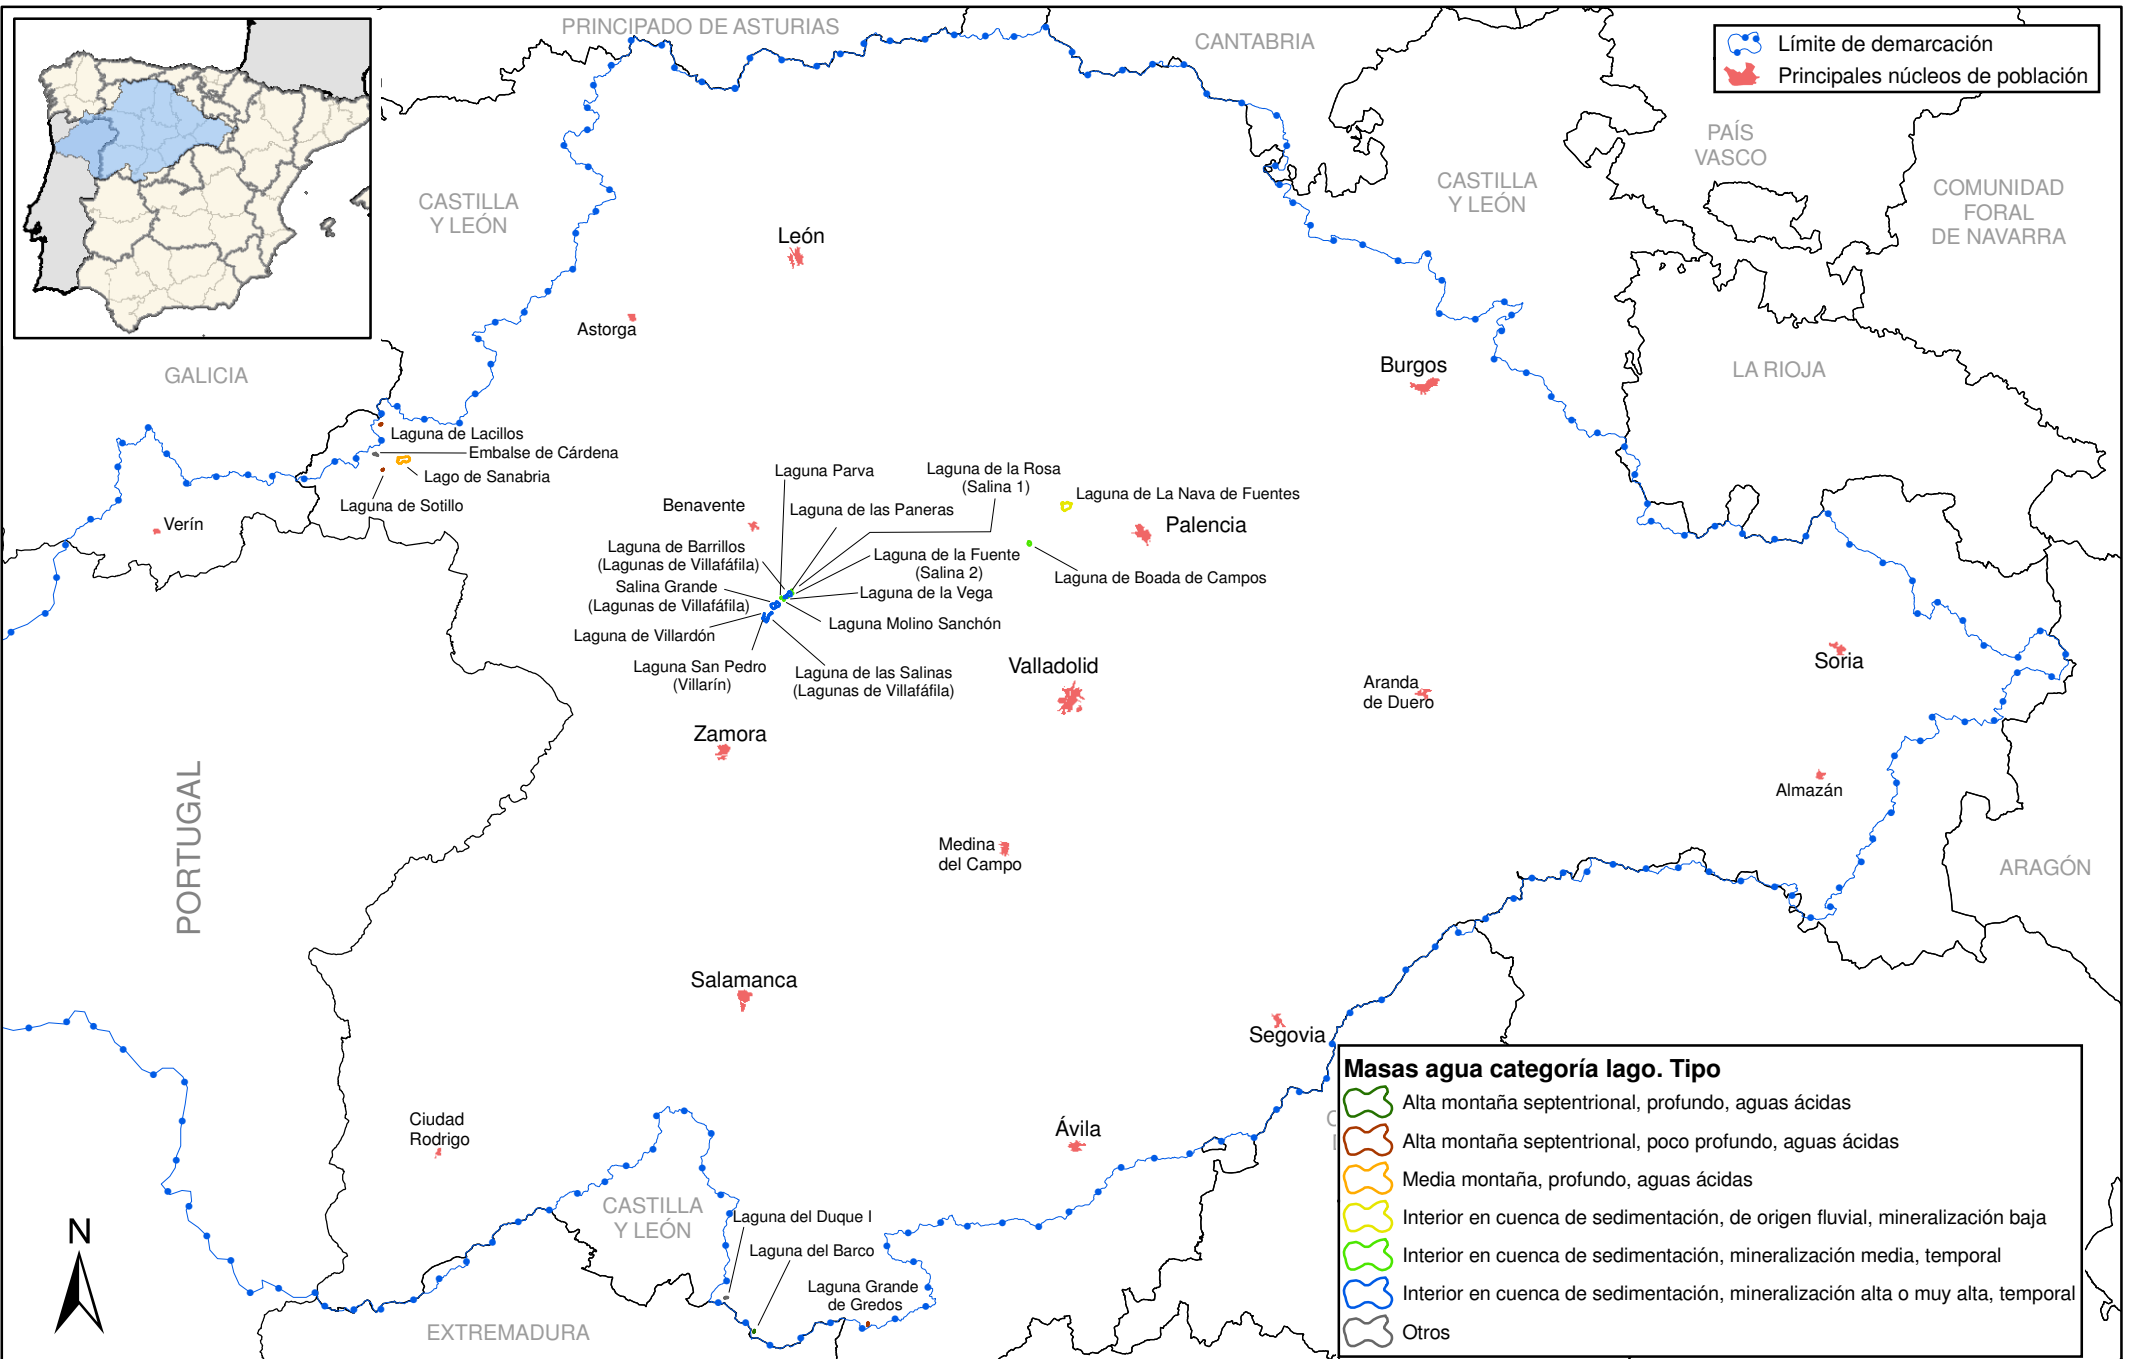 PRINCIPADO DE ASTURIAS
CANTABRIA
Límite de demarcación
Principales núcleos de población
PAÍS
VASCO
CASTILLA
Y LEÓN
CASTILLA
Y LEÓN
COMUNIDAD
FORAL
DE NAVARRA
León
Astorga
GALICIA
Burgos
LA RIOJA
Laguna de Lacillos
Embalse de Cárdena
Lago de Sanabria
Laguna de Sotillo
Verín
Benavente
Laguna Parva
Laguna de la Rosa
(Salina 1)
Laguna de La Nava de Fuentes
Laguna de las Paneras
Palencia
Laguna de Barrillos
(Lagunas de Villafáfila)
Laguna de la Fuente
(Salina 2)
Laguna de Boada de Campos
Salina Grande
(Lagunas de Villafáfila)
Laguna de la Vega
Laguna Molino Sanchón
Laguna de Villardón
Laguna San Pedro
(Villarín)
Laguna de las Salinas
(Lagunas de Villafáfila)
Valladolid
Aranda
de Duero
Soria
Zamora
Almazán
PORTUGAL
Medina
del Campo
ARAGÓN
Salamanca
Segovia
Ciudad
Rodrigo
Ávila
CASTILLA
Y LEÓN
Laguna del Duque I
Laguna del Barco
Laguna Grande
de Gredos
EXTREMADURA
N
Masas agua categoría lago. Tipo
Alta montaña septentrional, profundo, aguas ácidas
Alta montaña septentrional, poco profundo, aguas ácidas
Media montaña, profundo, aguas ácidas
Interior en cuenca de sedimentación, de origen fluvial, mineralización baja
Interior en cuenca de sedimentación, mineralización media, temporal
Interior en cuenca de sedimentación, mineralización alta o muy alta, temporal
Otros